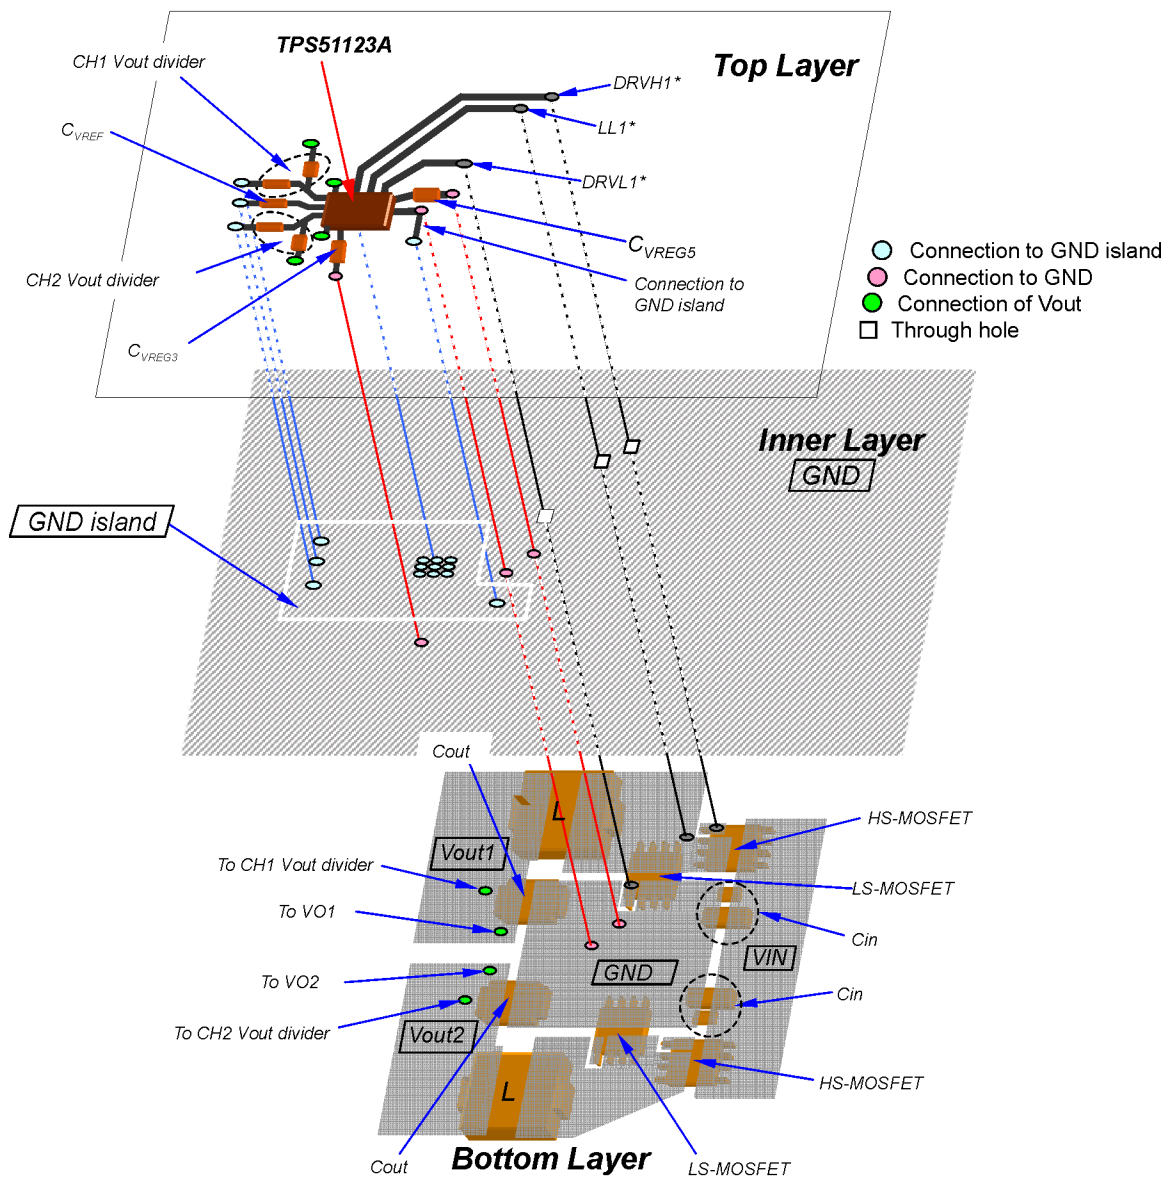 TPS51123A
Top Layer
CH1 Vout divider
DRVH1*
C_VREF
LL1*
DRVL1*
C_VREG5
Connection to GND island
Connection to GND
Connection of Vout
Through hole
CH2 Vout divider
Connection to
GND island
C_VREG3
Inner Layer
GND
GND island
Cout
L
HS-MOSFET
Vout1
To CH1 Vout divider
LS-MOSFET
To VO1
Cin
VIN
GND
To VO2
Cin
To CH2 Vout divider
Vout2
HS-MOSFET
L
Bottom Layer
Cout
LS-MOSFET